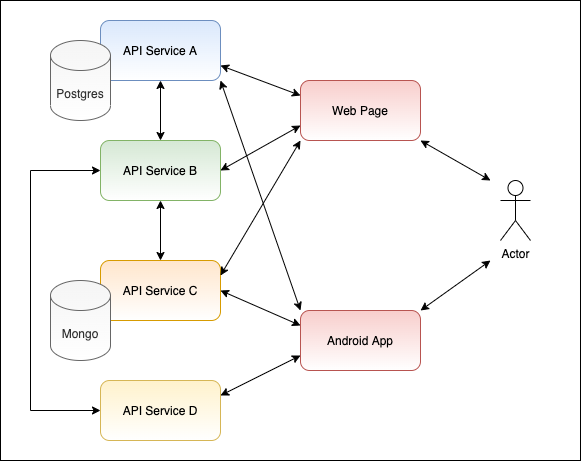 API Service A
Postgres
Web Page
API Service B
Actor
API Service C
Mongo
Android App
API Service D